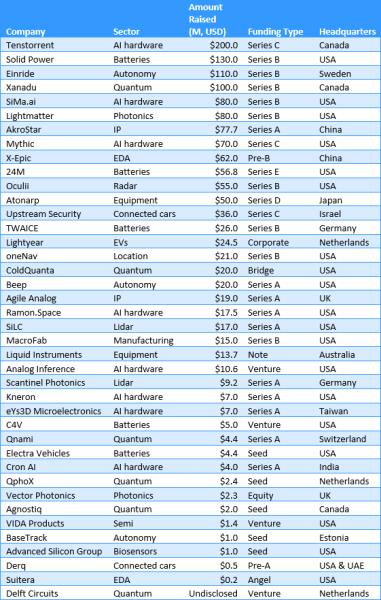 Company Sector Amount Raised (M, USD) Funding Type Headquarters
Tenstorrent AI hardware $200.0 Series C Canada
Solid Power Batteries $130.0 Series B USA
Einride Autonomy $110.0 Series B Sweden
Xanadu Quantum $100.0 Series B Canada
SiMa.ai AI hardware $80.0 Series B USA
Lightmatter Photonics $80.0 Series B USA
AkroStar IP $77.7 Series A China
Mythic AI hardware $70.0 Series C USA
X-Epic EDA $62.0 Pre-B China
24M Batteries $56.8 Series E USA
Oculii Radar $55.0 Series B USA
Atonarp Equipment $50.0 Series D Japan
Upstream Security Connected cars $36.0 Series C Israel
TWAICE Batteries $26.0 Series B Germany
Lightyear EVs $24.5 Corporate Netherlands
oneNav Location $21.0 Series B USA
ColdQuanta Quantum $20.0 Bridge USA
Beep Autonomy $20.0 Series A USA
Agile Analog IP $19.0 Series A UK
Ramon.Space AI hardware $17.5 Series A USA
SiLC Lidar $17.0 Series A USA
MacroFab Manufacturing $15.0 Series B USA
Liquid Instruments Equipment $13.7 Note Australia
Analog Inference AI hardware $10.6 Venture USA
Scantinel Photonics Lidar $9.2 Series A Germany
Kneron AI hardware $7.0 Series A USA
eYs3D Microelectronics AI hardware $7.0 Series A Taiwan
C4V Batteries $5.0 Venture USA
Qnami Quantum $4.4 Series A Switzerland
Electra Vehicles Batteries $4.4 Seed USA
Cron AI AI hardware $4.0 Series A India
QphoX Quantum $2.4 Seed Netherlands
Vector Photonics Photonics $2.3 Equity UK
Agnostiq Quantum $2.0 Seed Canada
VIDA Products Semi $1.4 Venture USA
BaseTrack Autonomy $1.0 Seed Estonia
Advanced Silicon Group Biosensors $1.0 Seed USA
Derq Connected cars $0.5 Pre-A USA & UAE
Suitera EDA $0.2 Angel USA
Delft Circuits Quantum Undisclosed Venture Netherlands